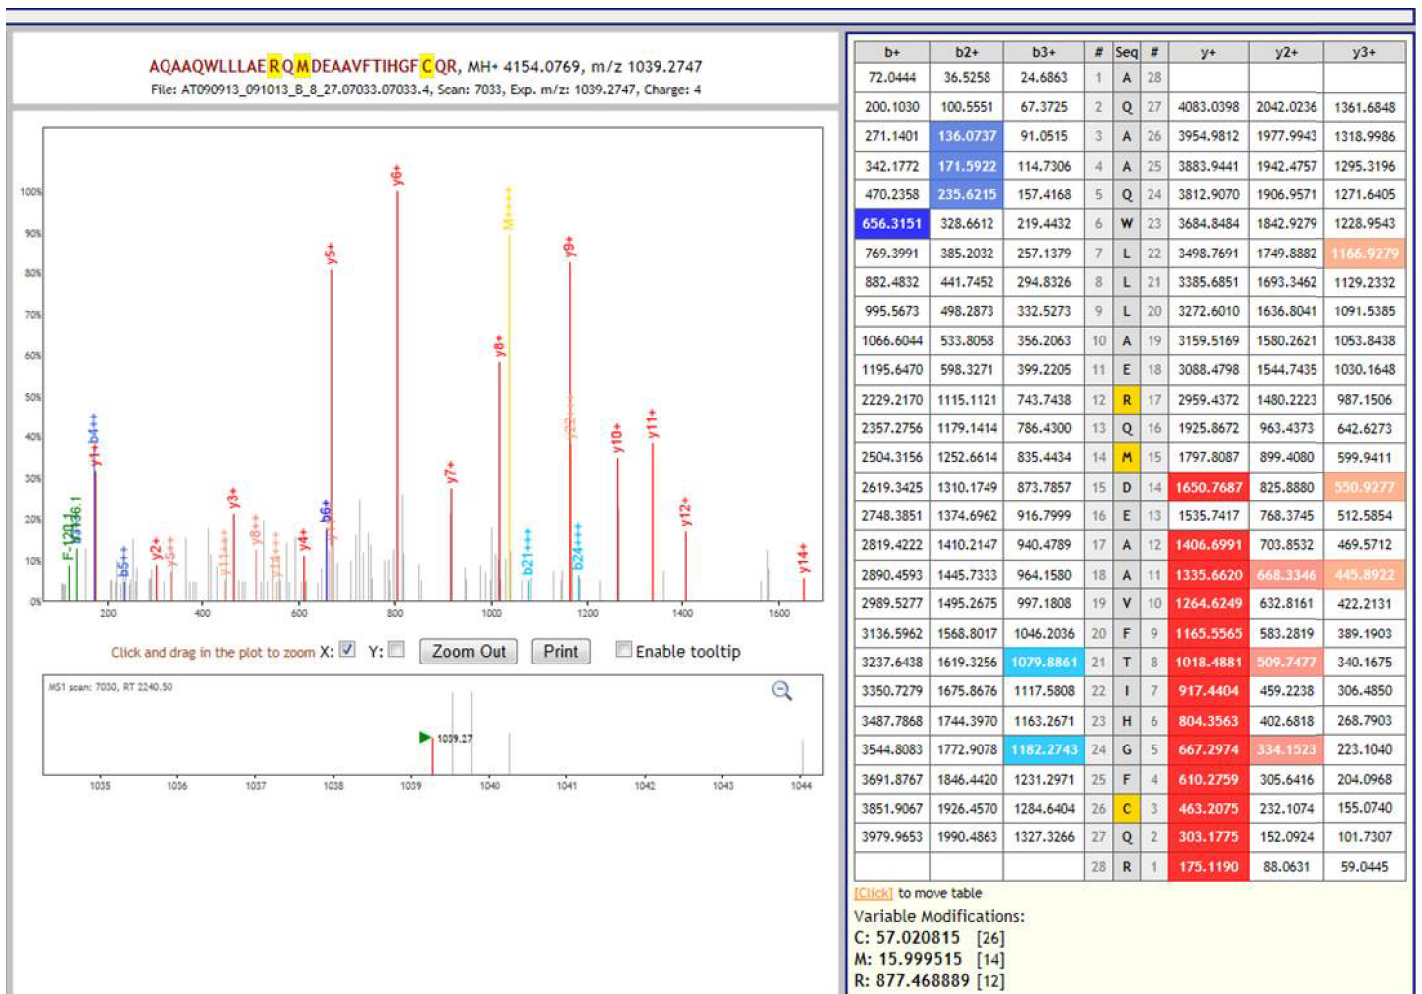 AQAAQWLLLAERQMDEAAVFTIHGFCQR, MH+ 4154.0769, m/z 1039.2747
File: AT090913_091013_B_8_27.07033.07033.4, Scan: 7033, Exp. m/z: 1039.2747, Charge: 4
100%
90%
80%
70%
60%
50%
40%
30%
20%
10%
0%
F-120.1
y1+
b4++
b5++
y2+
y5++
y11+++
y3+
y8++
y14+++
y4+
b6+
y5+
y6+
y7+
y8+
M++++
b21+++
y9+
y22+++
b24+++
y10+
y11+
y12+
y14+
200 400 600 800 1000 1200 1400 1600
Click and drag in the plot to zoom X: Y: Zoom Out Print Enable tooltip
MS1 scan: 7030, RT 2240.50
1039.27
1035 1036 1037 1038 1039 1040 1041 1042 1043 1044
b+ b2+ b3+ # Seq # y+ y2+ y3+
72.0444 36.5258 24.6863 1 A 28
200.1030 100.5551 67.3725 2 Q 27 4083.0398 2042.0236 1361.6848
271.1401 136.0737 91.0515 3 A 26 3954.9812 1977.9943 1318.9986
342.1772 171.5922 114.7306 4 A 25 3883.9441 1942.4757 1295.3196
470.2358 235.6215 157.4168 5 Q 24 3812.9070 1906.9571 1271.6405
656.3151 328.6612 219.4432 6 W 23 3684.8484 1842.9279 1228.9543
769.3991 385.2032 257.1379 7 L 22 3498.7691 1749.8882 1166.9279
882.4832 441.7452 294.8326 8 L 21 3385.6851 1693.3462 1129.2332
995.5673 498.2873 332.5273 9 L 20 3272.6010 1636.8041 1091.5385
1066.6044 533.8058 356.2063 10 A 19 3159.5169 1580.2621 1053.8438
1195.6470 598.3271 399.2205 11 E 18 3088.4798 1544.7435 1030.1648
2229.2170 1115.1121 743.7438 12 R 17 2959.4372 1480.2223 987.1506
2357.2756 1179.1414 786.4300 13 Q 16 1925.8672 963.4373 642.6273
2504.3156 1252.6614 835.4434 14 M 15 1797.8087 899.4080 599.9411
2619.3425 1310.1749 873.7857 15 D 14 1650.7687 825.8880 550.9277
2748.3851 1374.6962 916.7999 16 E 13 1535.7417 768.3745 512.5854
2819.4222 1410.2147 940.4789 17 A 12 1406.6991 703.8532 469.5712
2890.4593 1445.7333 964.1580 18 A 11 1335.6620 668.3346 445.8922
2989.5277 1495.2675 997.1808 19 V 10 1264.6249 632.8161 422.2131
3136.5962 1568.8017 1046.2036 20 F 9 1165.5565 583.2819 389.1903
3237.6438 1619.3256 1079.8861 21 T 8 1018.4881 509.7477 340.1675
3350.7279 1675.8676 1117.5808 22 I 7 917.4404 459.2238 306.4850
3487.7868 1744.3970 1163.2671 23 H 6 804.3563 402.6818 268.7903
3544.8083 1772.9078 1182.2743 24 G 5 667.2974 334.1523 223.1040
3691.8767 1846.4420 1231.2971 25 F 4 610.2759 305.6416 204.0968
3851.9067 1926.4570 1284.6404 26 C 3 463.2075 232.1074 155.0740
3979.9653 1990.4863 1327.3266 27 Q 2 303.1775 152.0924 101.7307
28 R 1 175.1190 88.0631 59.0445
[Click] to move table
Variable Modifications:
C: 57.020815 [26]
M: 15.999515 [14]
R: 877.468889 [12]